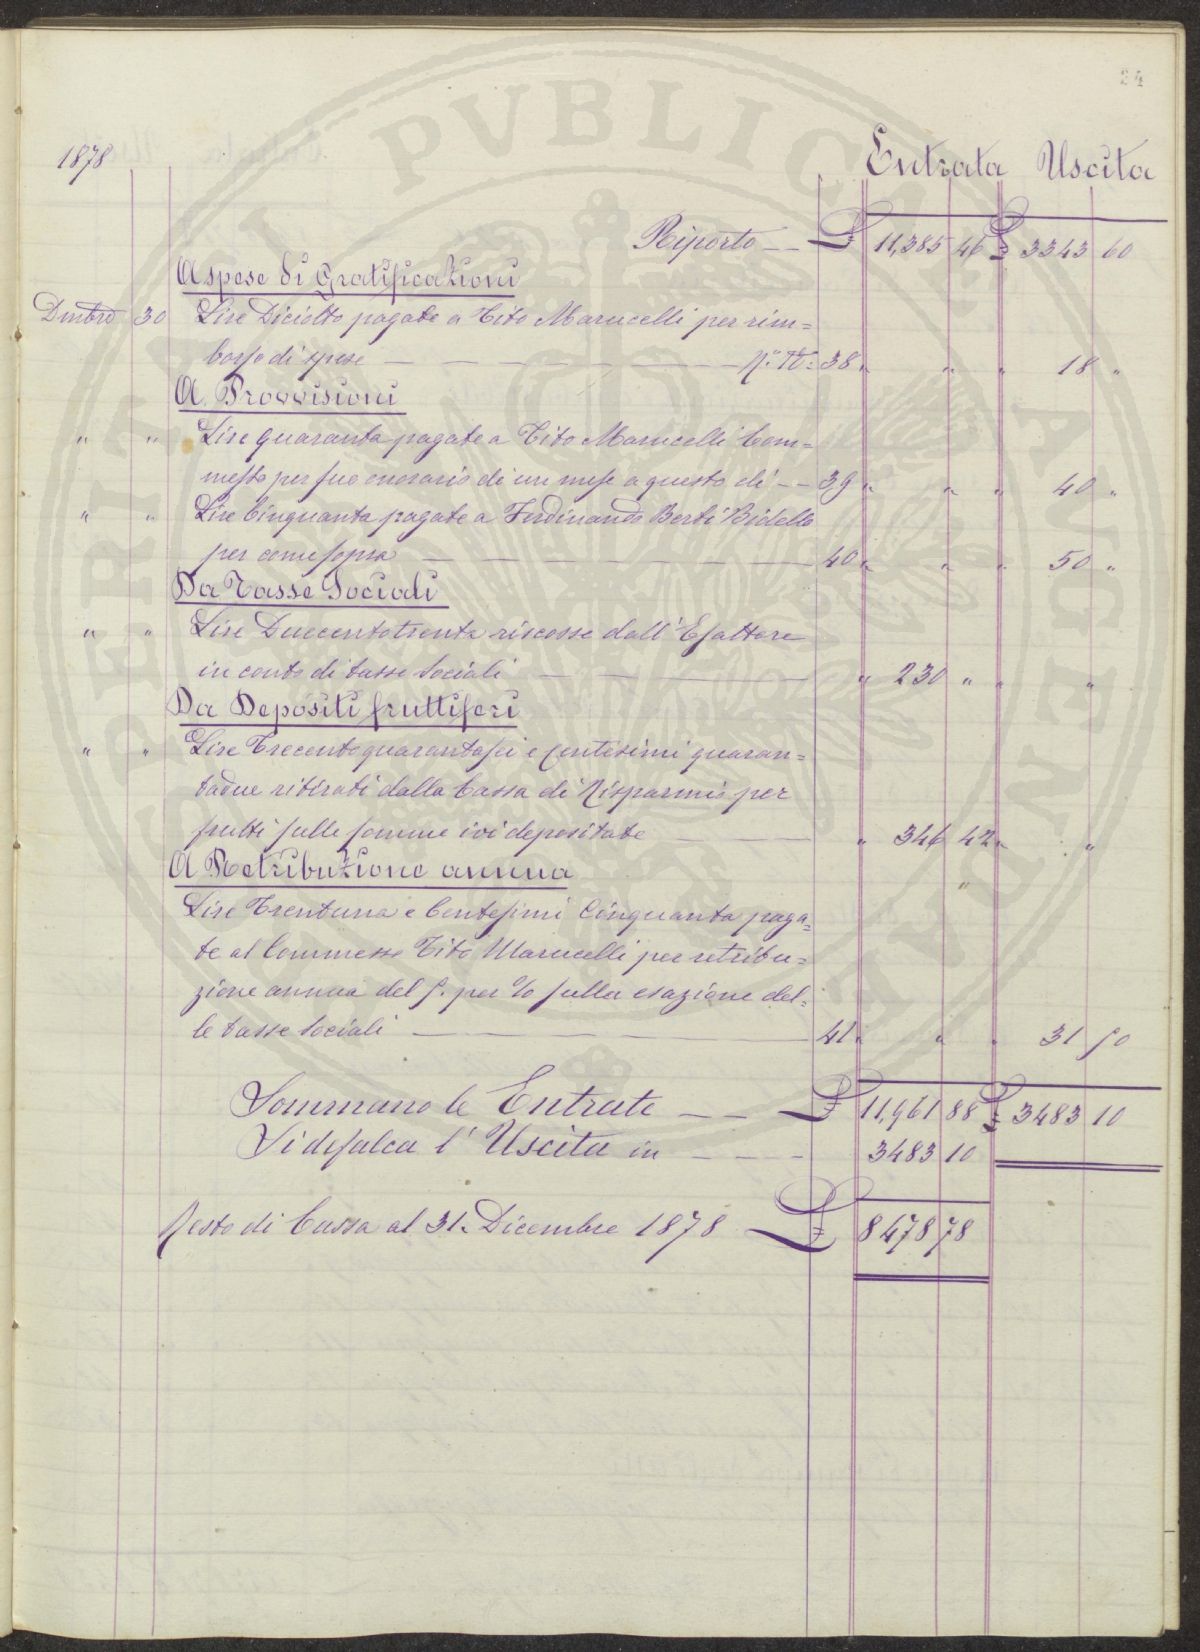 24
1878 Entrata Uscita
Riporto £ 11,385 46 £ 3343 60
A spese di Gratificazioni
Dmbre 30 Lire Diciotto pagate a Tito Marucelli per rim=
borso di spese 38 " " " 18 "
A Provvisioni
" " Lire quaranta pagate a Tito Marucelli Com=
messo per suo onorario di un mese a questo dì 39 " " " 40 "
" " Lire Cinquanta pagate a Ferdinando Berti Bidello
per come sopra 40 " " " 50 "
Da Tasse Sociali
" " Lire Duecentotrenta riscosse dall'Esattore
in conto di tasse Sociali " 230 " " "
Da Depositi fruttiferi
" " Lire Trecentoquarantasei e centesimi quaran=
tadue ritirati dalla Cassa di Risparmio per
frutti sulle somme ivi depositate " 346 42 " "
A Retribuzione annua "
Lire Trentuna e Centesimi Cinquanta paga=
te al Commesso Tito Marucelli per retribu=
zione annua del 5. per % sulla esazione del=
le tasse Sociali 41 " " " 31 50
Sommano le Entrate £ 11,961 88 £ 3483 10
Si defalca l'Uscita in 3483 10
Resto di Cassa al 31. Dicembre 1878 £ 8478 78